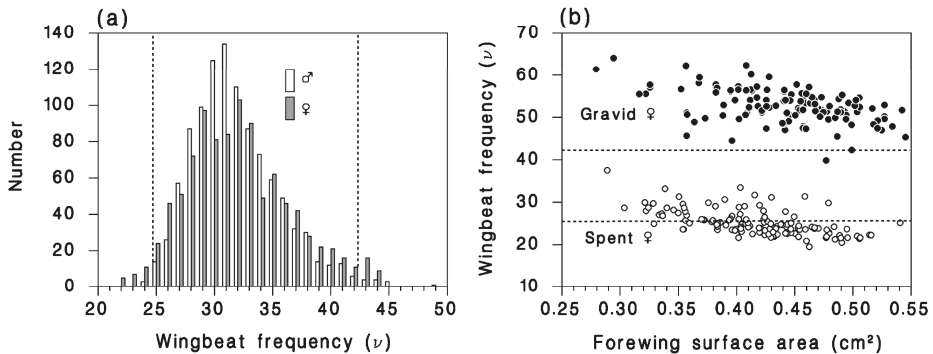 (a)
140
120
100
80
60
40
20
0
Number
♂
♀
20 25 30 35 40 45 50
Wingbeat frequency (ν)
(b)
70
60
50
40
30
20
10
Wingbeat frequency (ν)
Gravid ♀
Spent ♀
0.25 0.30 0.35 0.40 0.45 0.50 0.55
Forewing surface area (cm²)